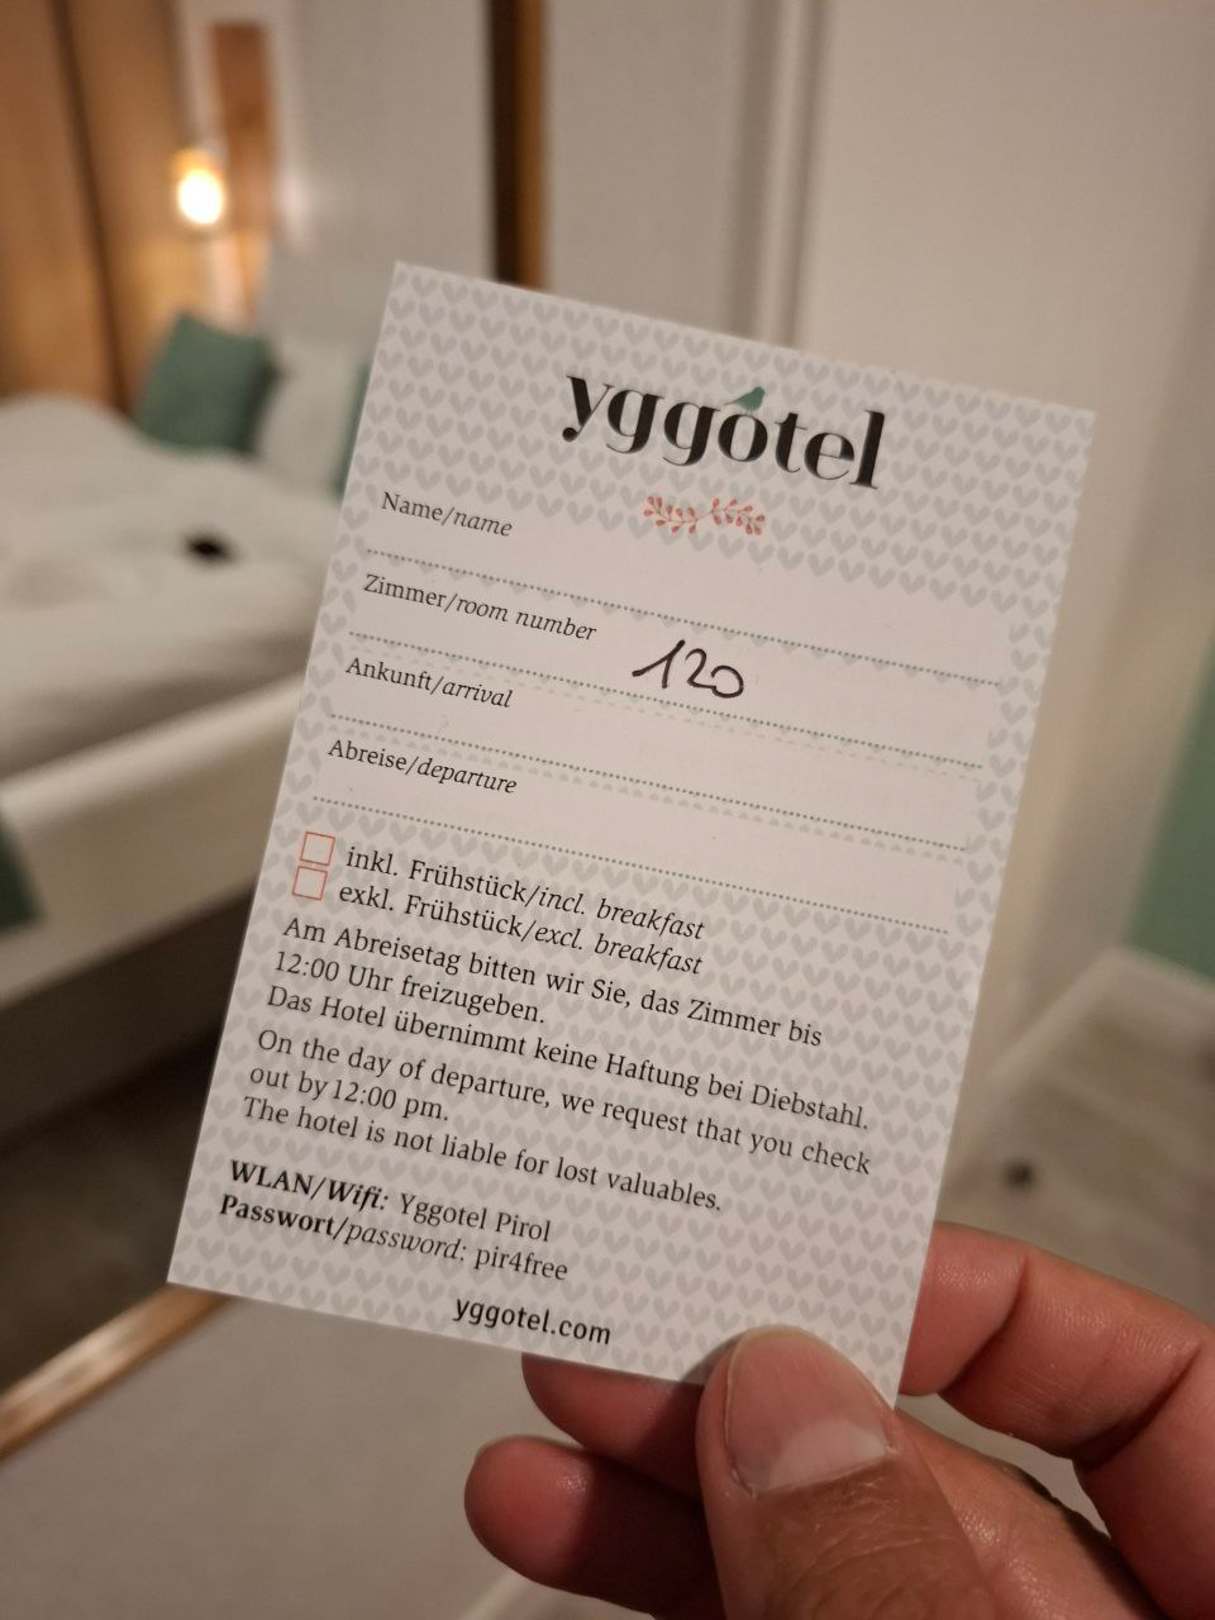 yggotel
Name/name
Zimmer/room number 120
Ankunft/arrival
Abreise/departure
inkl. Frühstück/incl. breakfast
exkl. Frühstück/excl. breakfast
Am Abreisetag bitten wir Sie, das Zimmer bis
12:00 Uhr freizugeben.
Das Hotel übernimmt keine Haftung bei Diebstahl.
On the day of departure, we request that you check
out by 12:00 pm.
The hotel is not liable for lost valuables.
WLAN/Wifi: Yggotel Pirol
Passwort/password: pir4free
yggotel.com